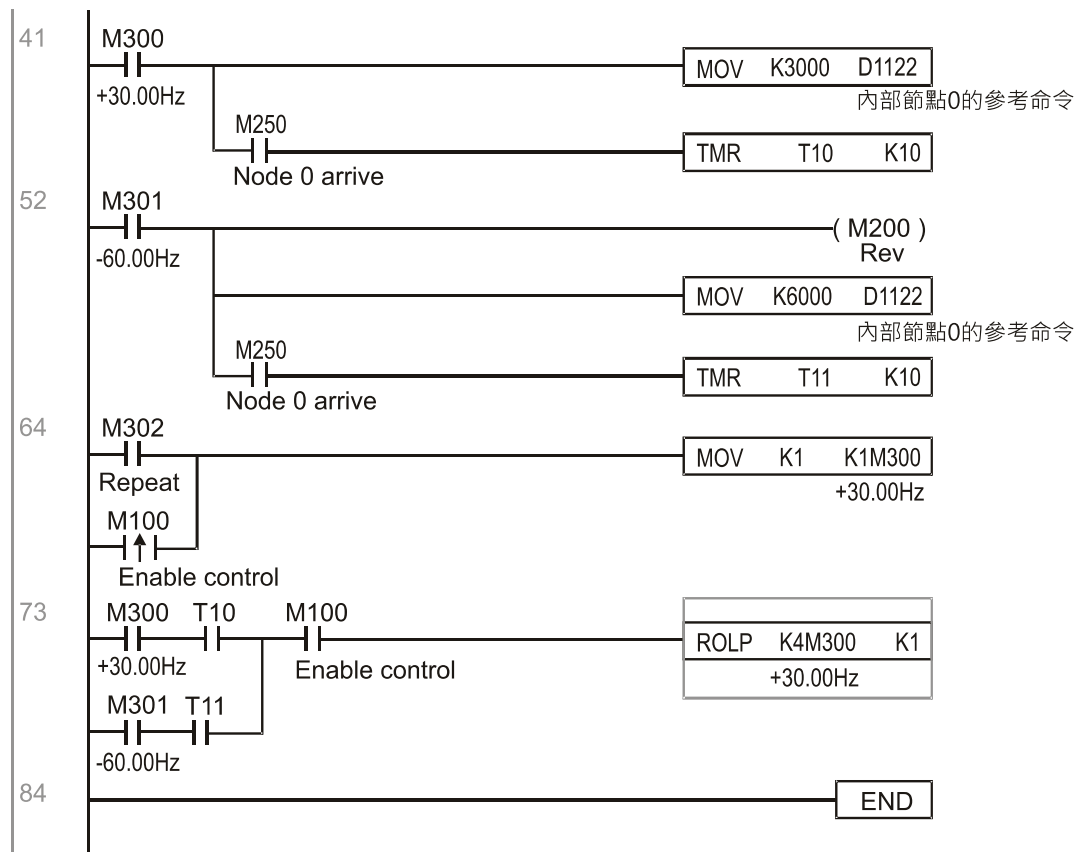 41
M300
+30.00Hz
MOV K3000 D1122
內部節點0的參考命令
M250
Node 0 arrive
TMR T10 K10
52
M301
-60.00Hz
( M200 )
Rev
MOV K6000 D1122
內部節點0的參考命令
M250
Node 0 arrive
TMR T11 K10
64
M302
Repeat
MOV K1 K1M300
+30.00Hz
M100
Enable control
73
M300 T10 M100
+30.00Hz
Enable control
ROLP K4M300 K1
+30.00Hz
M301 T11
-60.00Hz
84
END